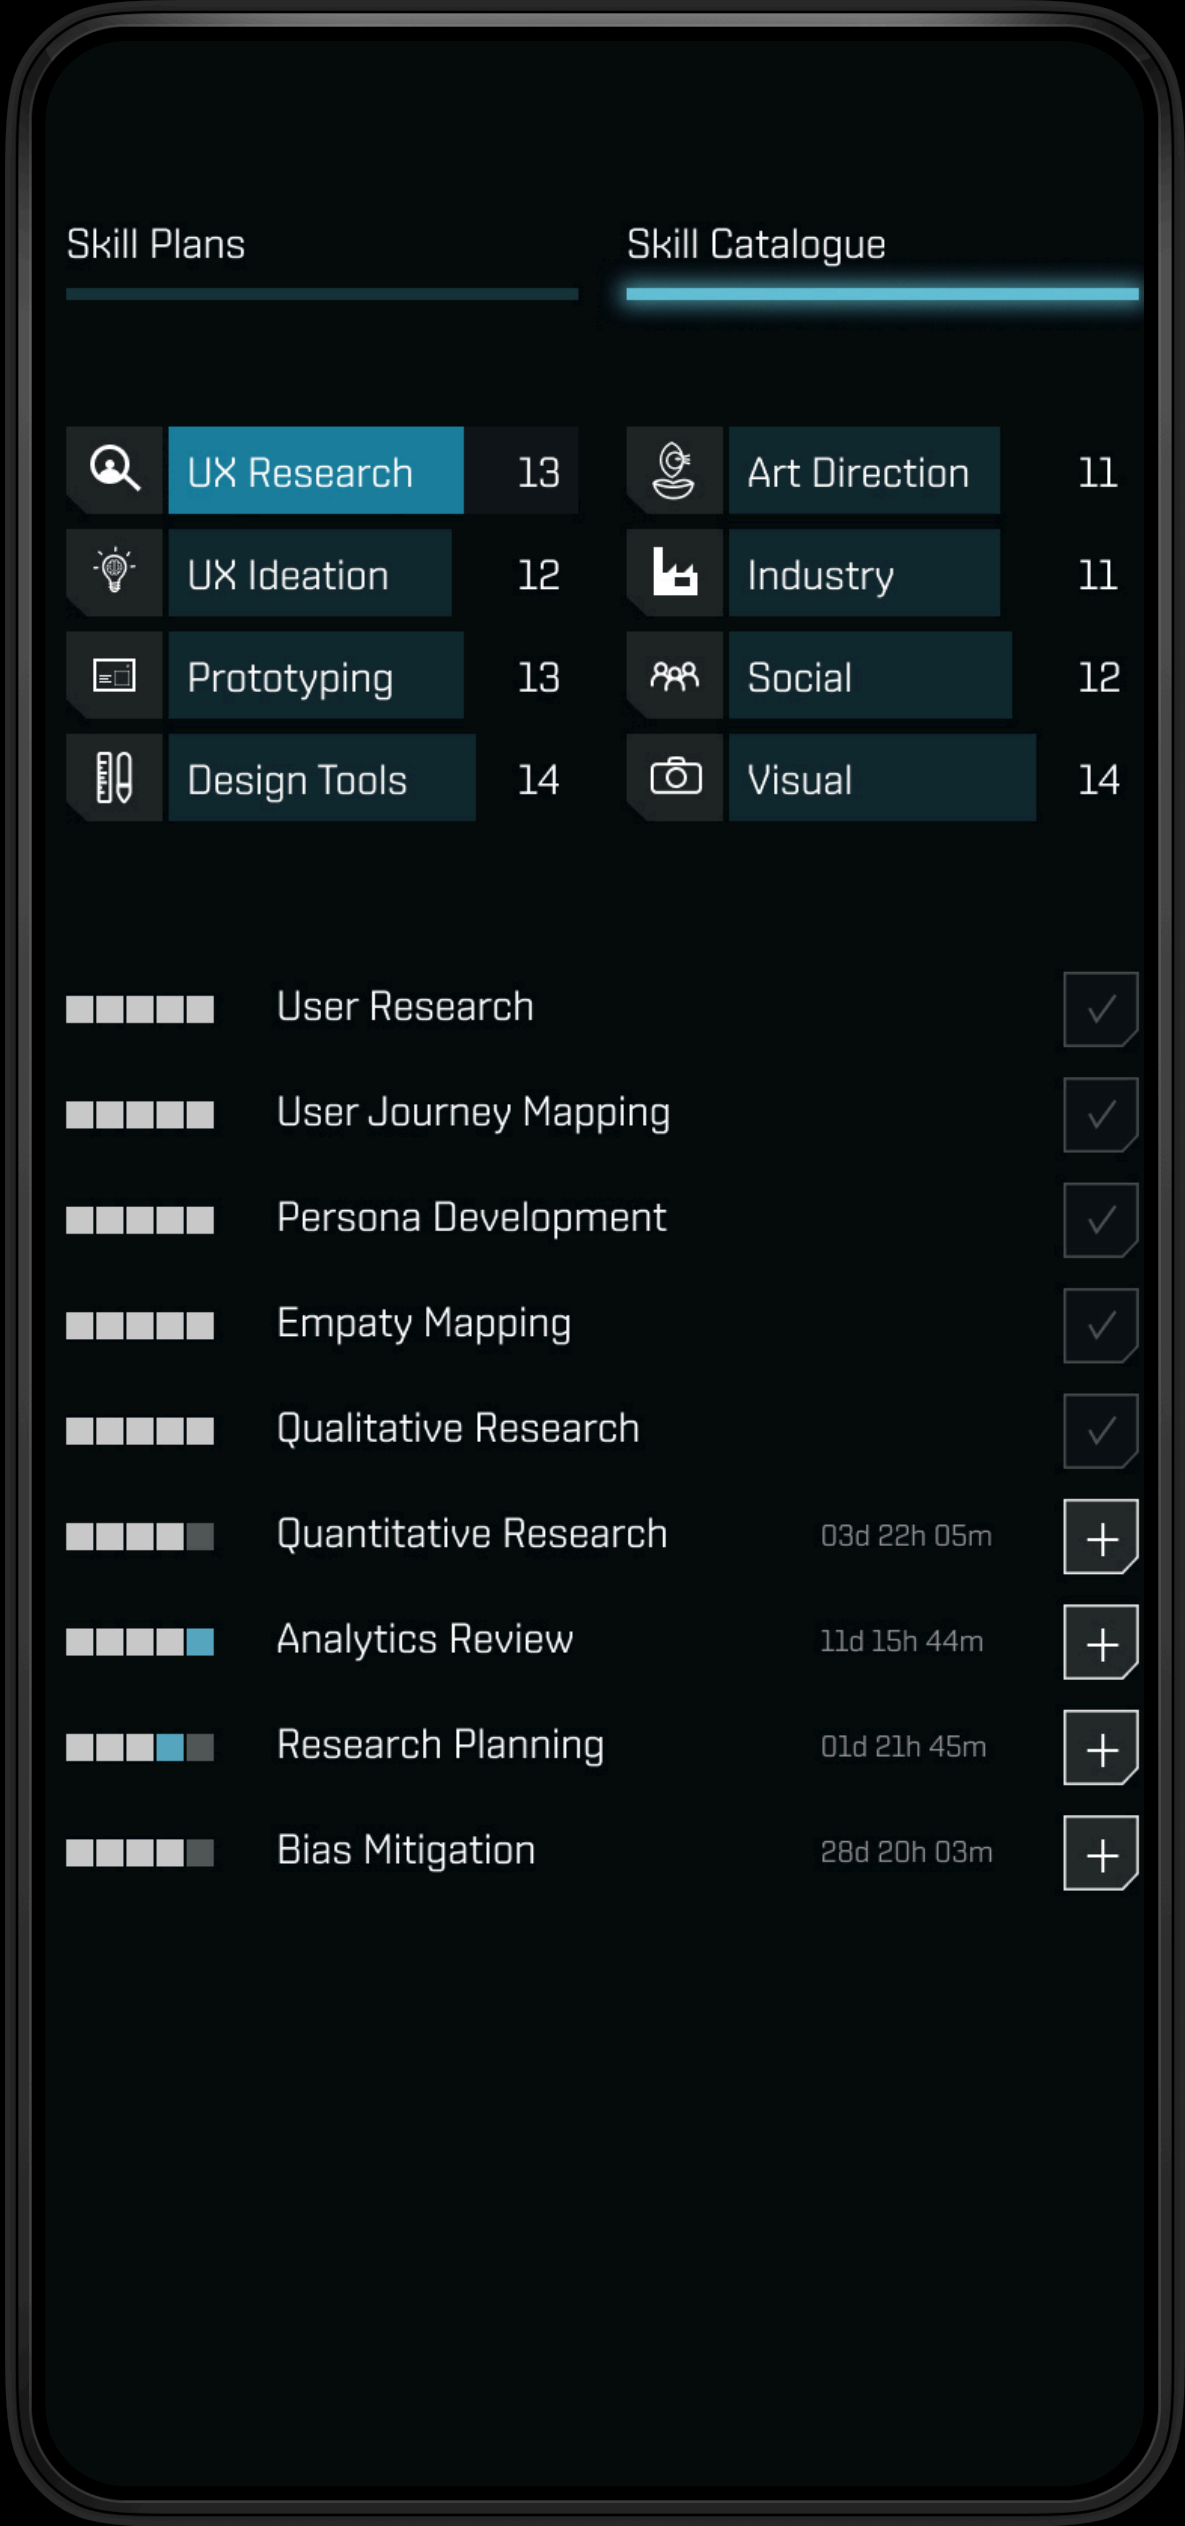 Skill Plans
Skill Catalogue
UX Research 13
Art Direction 11
UX Ideation 12
Industry 11
Prototyping 13
Social 12
Design Tools 14
Visual 14
User Research
User Journey Mapping
Persona Development
Empaty Mapping
Qualitative Research
Quantitative Research 03d 22h 05m
Analytics Review 11d 15h 44m
Research Planning 01d 21h 45m
Bias Mitigation 28d 20h 03m